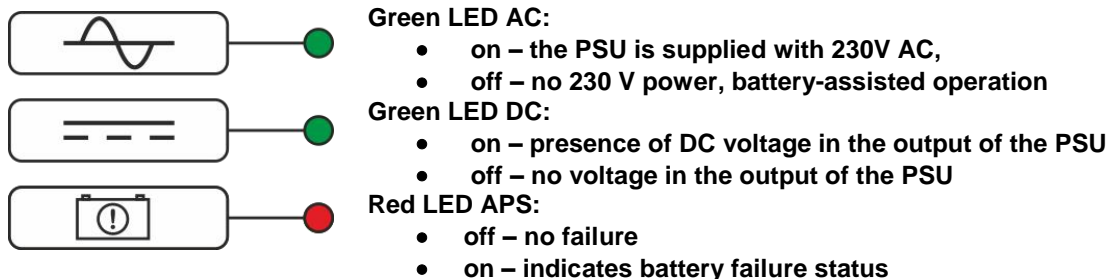 Green LED AC:
• on – the PSU is supplied with 230V AC,
• off – no 230 V power, battery-assisted operation
Green LED DC:
• on – presence of DC voltage in the output of the PSU
• off – no voltage in the output of the PSU
Red LED APS:
• off – no failure
• on – indicates battery failure status